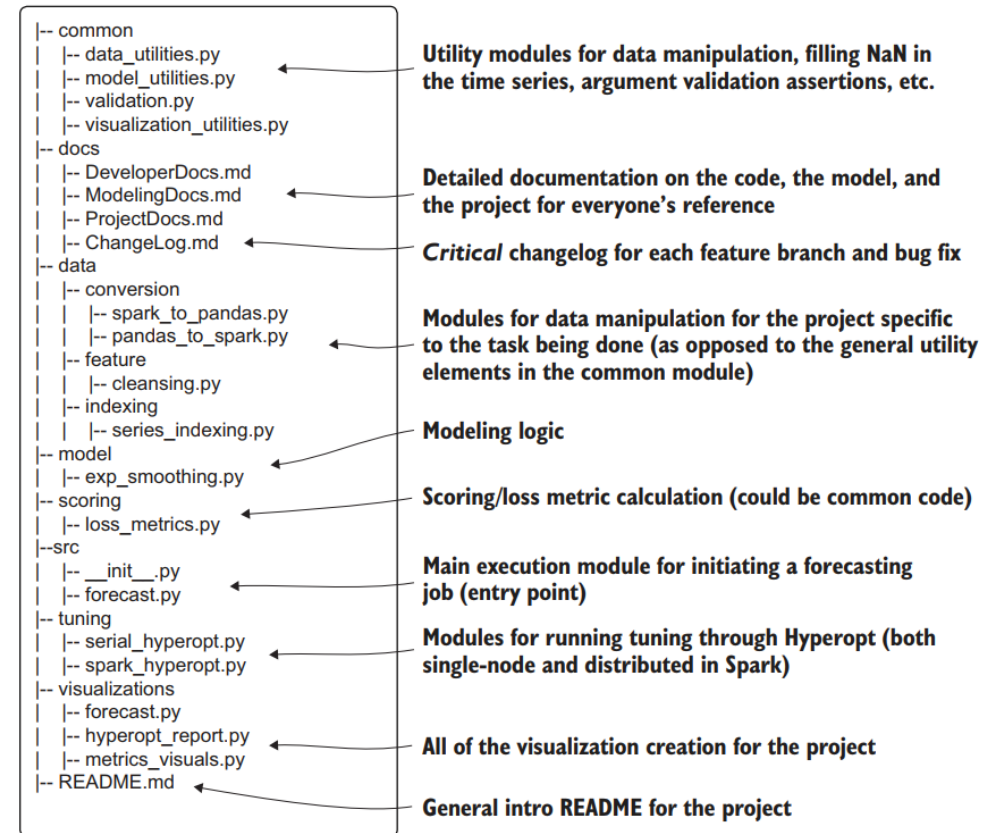 |-- common
| |-- data_utilities.py
| |-- model_utilities.py
| |-- validation.py
| |-- visualization_utilities.py
|-- docs
| |-- DeveloperDocs.md
| |-- ModelingDocs.md
| |-- ProjectDocs.md
| |-- ChangeLog.md
|-- data
| |-- conversion
| | |-- spark_to_pandas.py
| | |-- pandas_to_spark.py
| |-- feature
| | |-- cleansing.py
| |-- indexing
| | |-- series_indexing.py
|-- model
| |-- exp_smoothing.py
|-- scoring
| |-- loss_metrics.py
|--src
| |-- __init__.py
| |-- forecast.py
|-- tuning
| |-- serial_hyperopt.py
| |-- spark_hyperopt.py
|-- visualizations
| |-- forecast.py
| |-- hyperopt_report.py
| |-- metrics_visuals.py
|-- README.md
Utility modules for data manipulation, filling NaN in
the time series, argument validation assertions, etc.
Detailed documentation on the code, the model, and
the project for everyone's reference
Critical changelog for each feature branch and bug fix
Modules for data manipulation for the project specific
to the task being done (as opposed to the general utility
elements in the common module)
Modeling logic
Scoring/loss metric calculation (could be common code)
Main execution module for initiating a forecasting
job (entry point)
Modules for running tuning through Hyperopt (both
single-node and distributed in Spark)
All of the visualization creation for the project
General intro README for the project